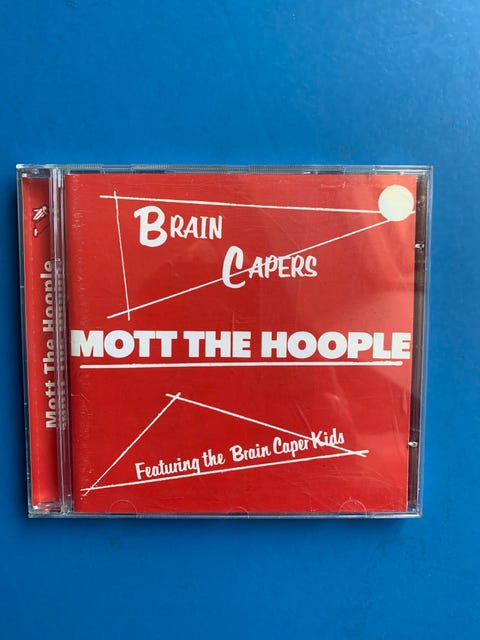 BRAIN
CAPERS
MOTT THE HOOPLE
Featuring the Brain Caper Kids
Mott The Hoople